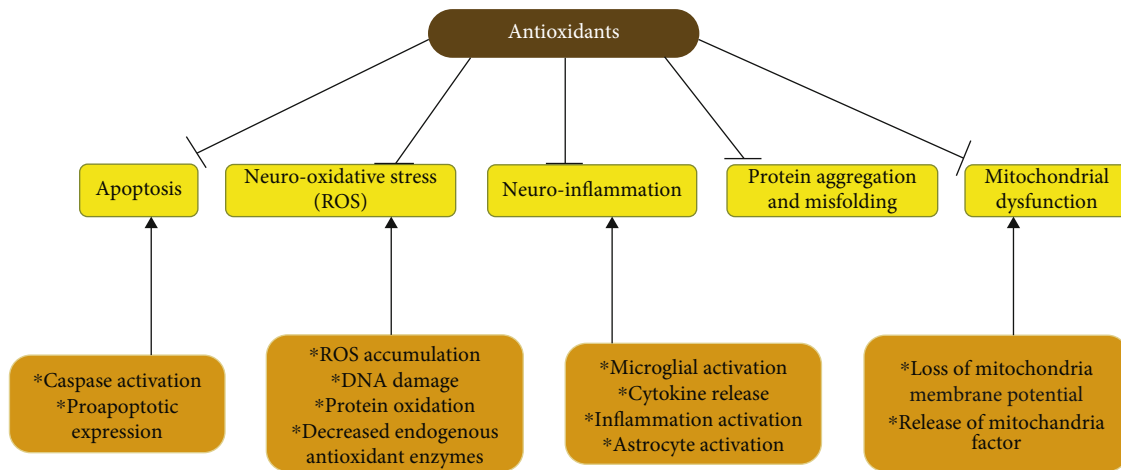 Antioxidants
Apoptosis
Neuro-oxidative stress
(ROS)
Neuro-inflammation
Protein aggregation
and misfolding
Mitochondrial
dysfunction
*Caspase activation
*Proapoptotic
expression
*ROS accumulation
*DNA damage
*Protein oxidation
*Decreased endogenous
antioxidant enzymes
*Microglial activation
*Cytokine release
*Inflammation activation
*Astrocyte activation
*Loss of mitochondria
membrane potential
*Release of mitochondria
factor